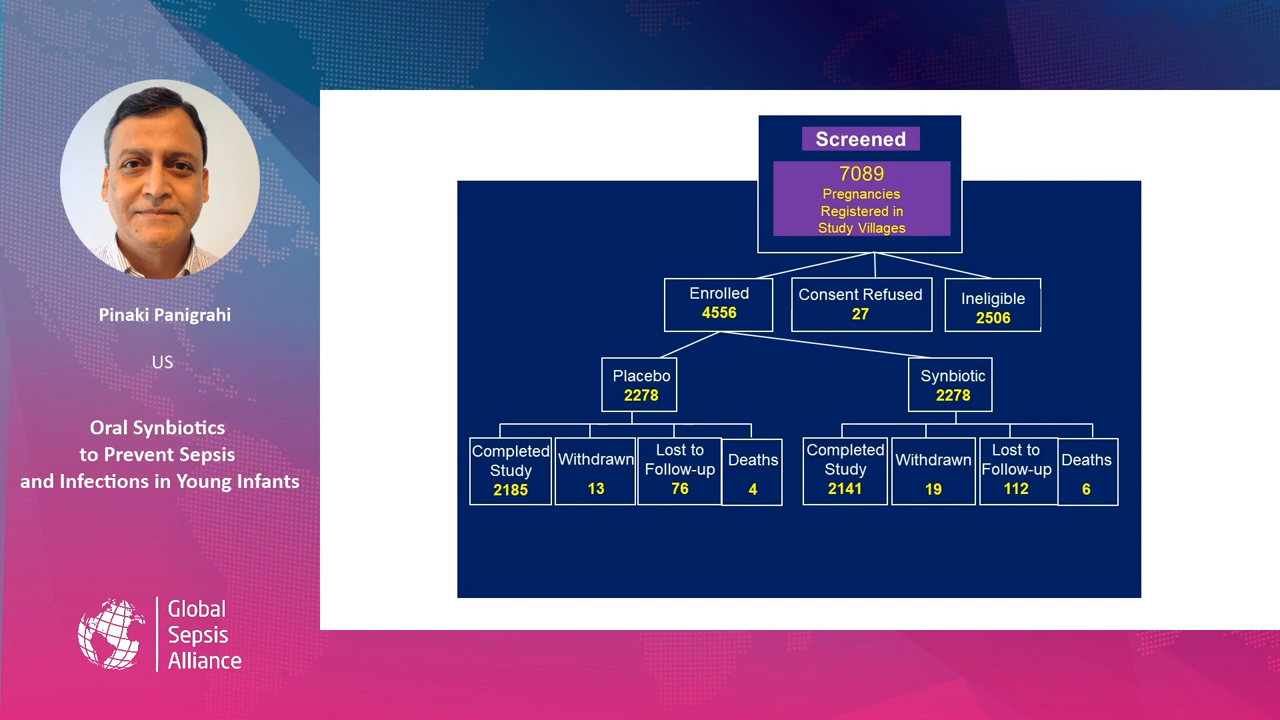 Pinaki Panigrahi
US
Oral Synbiotics
to Prevent Sepsis
and Infections in Young Infants
Global
Sepsis
Alliance
Screened
7089
Pregnancies
Registered in
Study Villages
Enrolled
4556
Consent Refused
27
Ineligible
2506
Placebo
2278
Synbiotic
2278
Completed
Study
2185
Withdrawn
13
Lost to
Follow-up
76
Deaths
4
Completed
Study
2141
Withdrawn
19
Lost to
Follow-up
112
Deaths
6